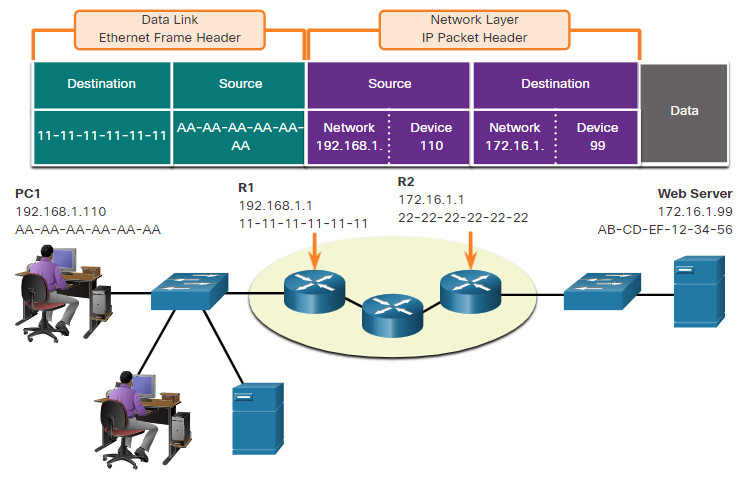 Data Link
Ethernet Frame Header
Network Layer
IP Packet Header
Destination
Source
Source
Destination
Data
11-11-11-11-11-11
AA-AA-AA-AA-AA-
AA
Network
192.168.1.
Device
110
Network
172.16.1.
Device
99
PC1
192.168.1.110
AA-AA-AA-AA-AA-AA
R1
192.168.1.1
11-11-11-11-11-11
R2
172.16.1.1
22-22-22-22-22-22
Web Server
172.16.1.99
AB-CD-EF-12-34-56